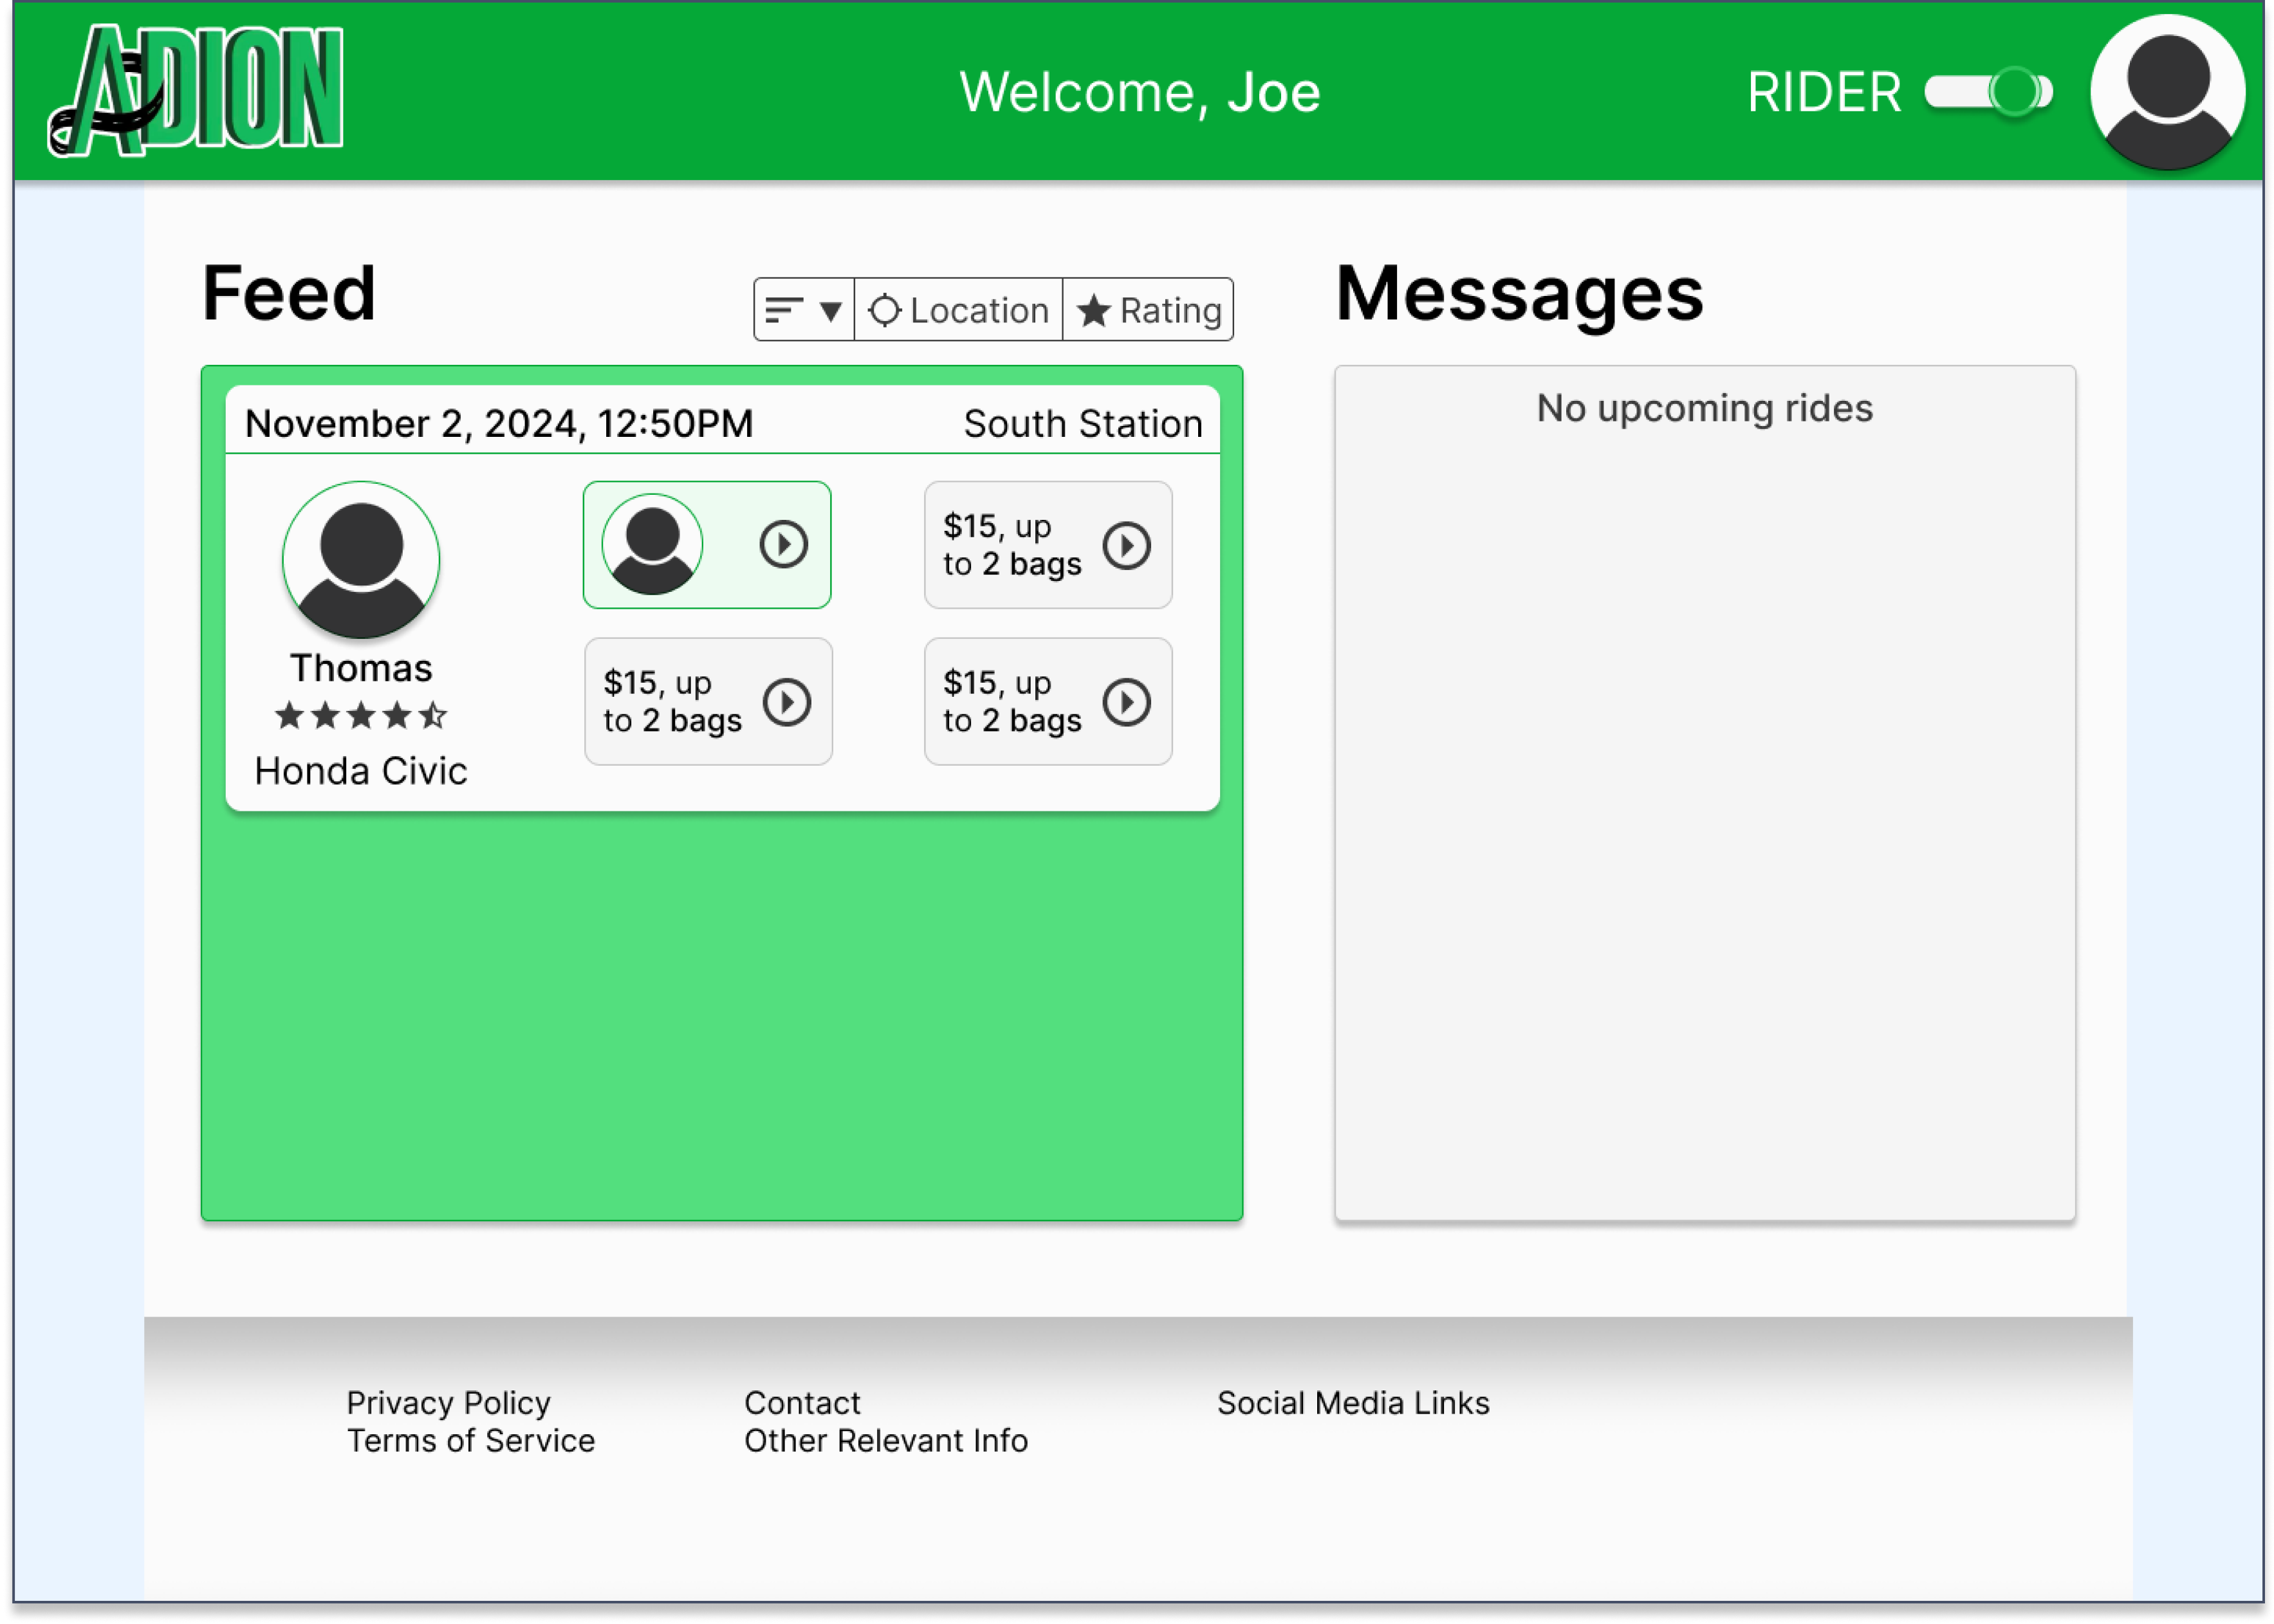 ADION
Welcome, Joe
RIDER
Feed
Location
Rating
Messages
November 2, 2024, 12:50PM
South Station
No upcoming rides
$15, up
to 2 bags
Thomas
$15, up
to 2 bags
$15, up
to 2 bags
Honda Civic
Privacy Policy
Terms of Service
Contact
Other Relevant Info
Social Media Links